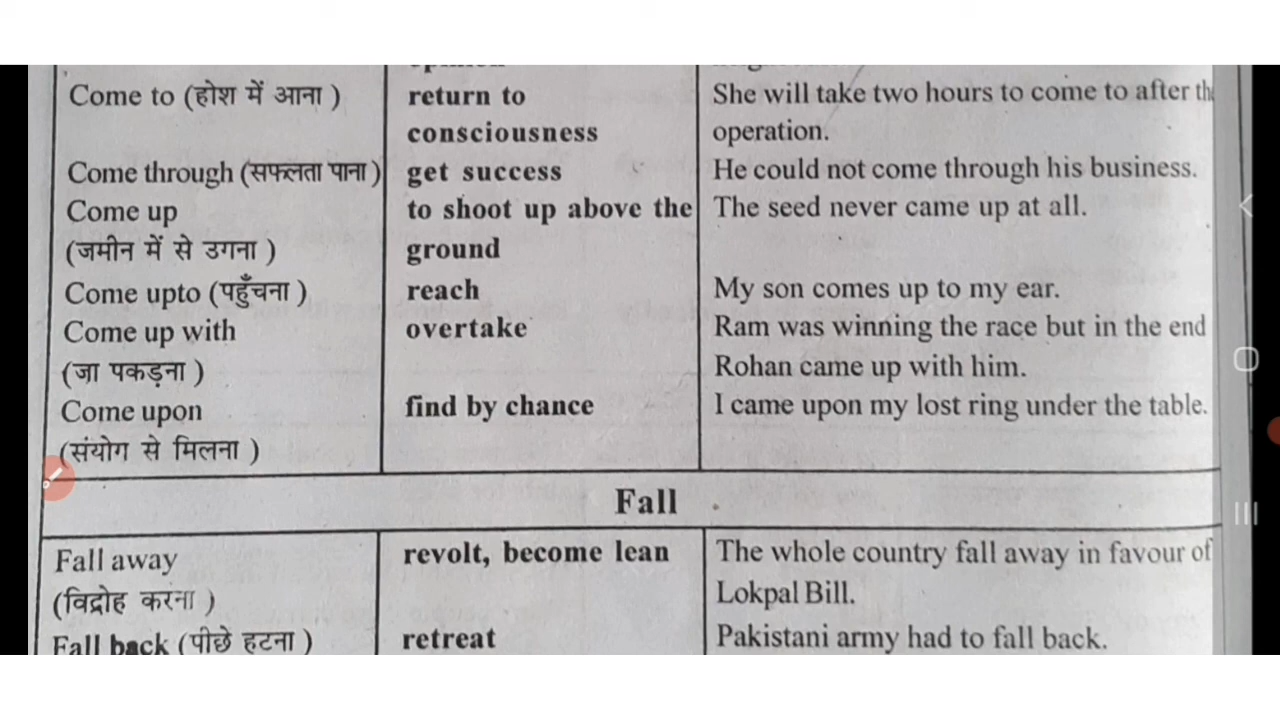 Come to (होश में आना ) return to She will take two hours to come to after
consciousness operation.
Come through (सफलता पाना) get success He could not come through his business.
Come up to shoot up above the The seed never came up at all.
(जमीन में से उगना ) ground
Come upto (पहुँचना ) reach My son comes up to my ear.
Come up with overtake Ram was winning the race but in the end
(जा पकड़ना ) Rohan came up with him.
Come upon find by chance I came upon my lost ring under the table.
(संयोग से मिलना )
Fall
Fall away revolt, become lean The whole country fall away in favour of
(विद्रोह करना ) Lokpal Bill.
Fall back (पीछे हटना ) retreat Pakistani army had to fall back.